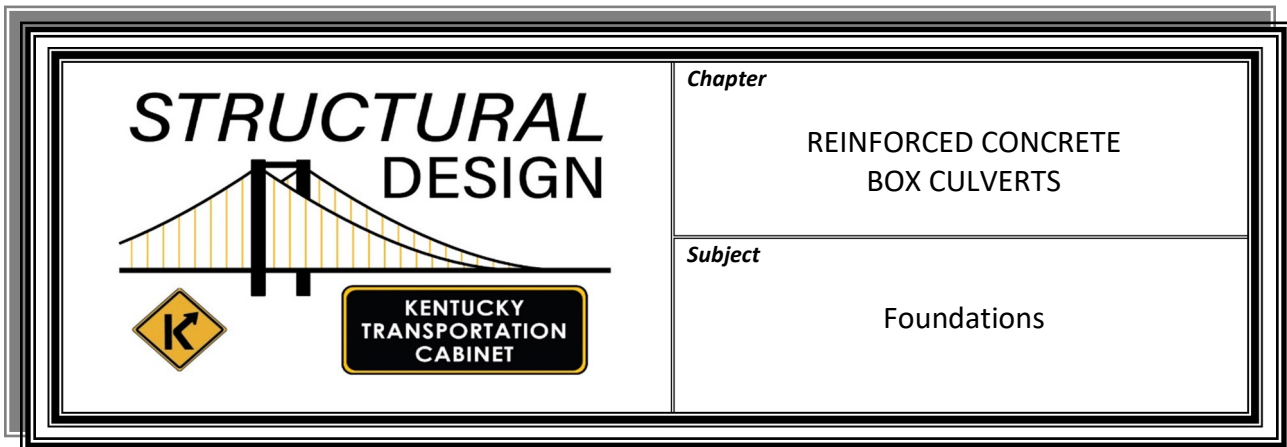 STRUCTURAL
DESIGN
KENTUCKY
TRANSPORTATION
CABINET
K
Chapter
REINFORCED CONCRETE
BOX CULVERTS
Subject
Foundations